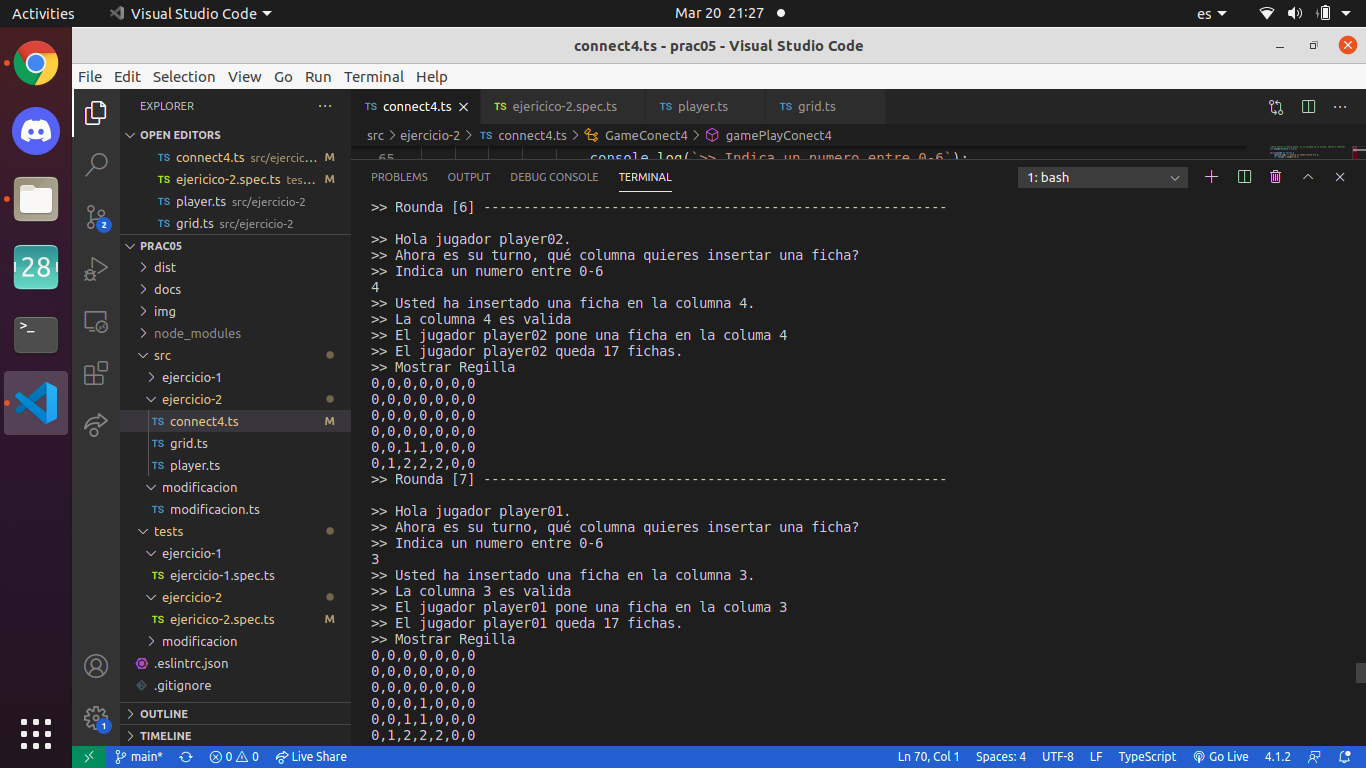 Activities
Visual Studio Code
Mar 20 21:27
es
connect4.ts - prac05 - Visual Studio Code
File Edit Selection View Go Run Terminal Help
EXPLORER
OPEN EDITORS
TS connect4.ts src/ejercic... M
TS ejericico-2.spec.ts tes... M
TS player.ts src/ejercicio-2
TS grid.ts src/ejercicio-2
PRAC05
dist
docs
img
node_modules
src
ejercicio-1
ejercicio-2
TS connect4.ts M
TS grid.ts
TS player.ts
modificacion
TS modificacion.ts
tests
ejercicio-1
TS ejercicio-1.spec.ts
ejercicio-2
TS ejericico-2.spec.ts M
modificacion
.eslintrc.json
.gitignore
OUTLINE
TIMELINE
28
>_
2
1
TS connect4.ts
TS ejericico-2.spec.ts
TS player.ts
TS grid.ts
src > ejercicio-2 > TS connect4.ts > GameConect4 > gamePlayConect4
65 console.log(`>> Indica un numero entre 0-6`);
PROBLEMS OUTPUT DEBUG CONSOLE TERMINAL
1: bash
>> Rounda [6] ----------------------------------------------------------
>> Hola jugador player02.
>> Ahora es su turno, qué columna quieres insertar una ficha?
>> Indica un numero entre 0-6
4
>> Usted ha insertado una ficha en la columna 4.
>> La columna 4 es valida
>> El jugador player02 pone una ficha en la columa 4
>> El jugador player02 queda 17 fichas.
>> Mostrar Regilla
0,0,0,0,0,0,0
0,0,0,0,0,0,0
0,0,0,0,0,0,0
0,0,0,0,0,0,0
0,0,1,1,0,0,0
0,1,2,2,2,0,0
>> Rounda [7] ----------------------------------------------------------
>> Hola jugador player01.
>> Ahora es su turno, qué columna quieres insertar una ficha?
>> Indica un numero entre 0-6
3
>> Usted ha insertado una ficha en la columna 3.
>> La columna 3 es valida
>> El jugador player01 pone una ficha en la columa 3
>> El jugador player01 queda 17 fichas.
>> Mostrar Regilla
0,0,0,0,0,0,0
0,0,0,0,0,0,0
0,0,0,0,0,0,0
0,0,0,1,0,0,0
0,0,1,1,0,0,0
0,1,2,2,2,0,0
main* 0 0 Live Share Ln 70, Col 1 Spaces: 4 UTF-8 LF TypeScript Go Live 4.1.2